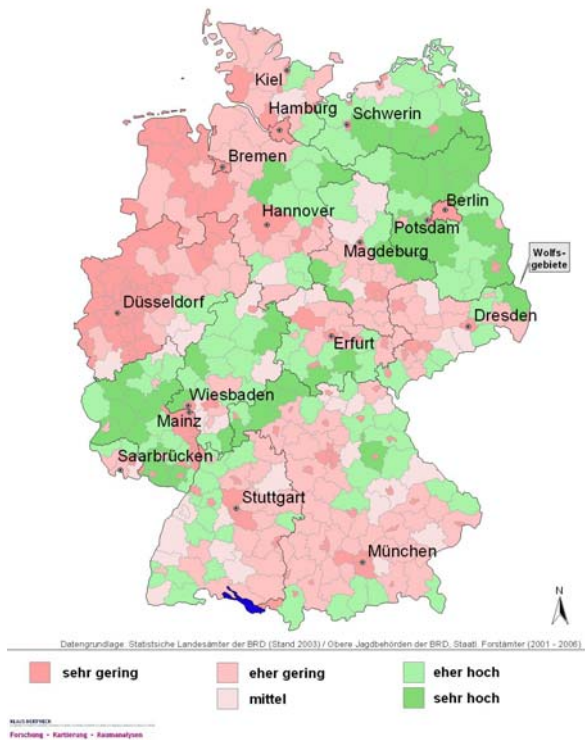 Kiel
Hamburg
Schwerin
Bremen
Berlin
Hannover
Potsdam
Magdeburg
Wolfs-
gebiete
Düsseldorf
Dresden
Erfurt
Wiesbaden
Mainz
Saarbrücken
Stuttgart
München
N
Datengrundlage: Statistsiche Landesämter der BRD (Stand 2003) / Obere Jagdbehörden der BRD, Staatl. Forstämter (2001 - 2006)
sehr gering
eher gering
eher hoch
mittel
sehr hoch
Forschung - Kartierung - Raumanalysen